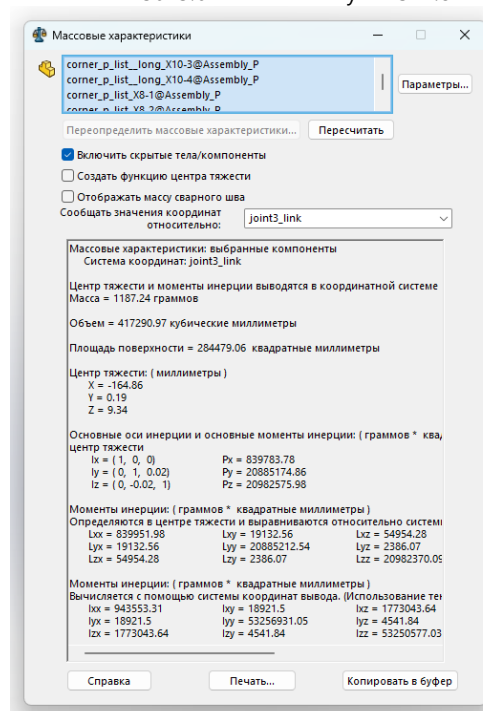 Массовые характеристики
corner_p_list__long_X10-3@Assembly_P
corner_p_list__long_X10-4@Assembly_P
corner_p_list_X8-1@Assembly_P
corner_p_list_X8-2@Assembly_P
Параметры...
Переопределить массовые характеристики...
Пересчитать
Включить скрытые тела/компоненты
Создать функцию центра тяжести
Отображать массу сварного шва
Сообщать значения координат
относительно:
joint3_link
Массовые характеристики: выбранные компоненты
Система координат: joint3_link
Центр тяжести и моменты инерции выводятся в координатной системе
Масса = 1187.24 граммов
Объем = 417290.97 кубические миллиметры
Площадь поверхности = 284479.06 квадратные миллиметры
Центр тяжести: ( миллиметры )
X = -164.86
Y = 0.19
Z = 9.34
Основные оси инерции и основные моменты инерции: ( граммов * квад
центр тяжести
Ix = ( 1, 0, 0) Px = 839783.78
Iy = ( 0, 1, 0.02) Py = 20885174.86
Iz = ( 0, -0.02, 1) Pz = 20982575.98
Моменты инерции: ( граммов * квадратные миллиметры )
Определяются в центре тяжести и выравниваются относительно систем
Lxx = 839951.98 Lxy = 19132.56 Lxz = 54954.28
Lyx = 19132.56 Lyy = 20885212.54 Lyz = 2386.07
Lzx = 54954.28 Lzy = 2386.07 Lzz = 20982370.09
Моменты инерции: ( граммов * квадратные миллиметры )
Вычисляется с помощью системы координат вывода. (Использование те
Ixx = 943553.31 Ixy = 18921.5 Ixz = 1773043.64
Iyx = 18921.5 Iyy = 53256931.05 Iyz = 4541.84
Izx = 1773043.64 Izy = 4541.84 Izz = 53250577.03
Справка
Печать...
Копировать в буфер